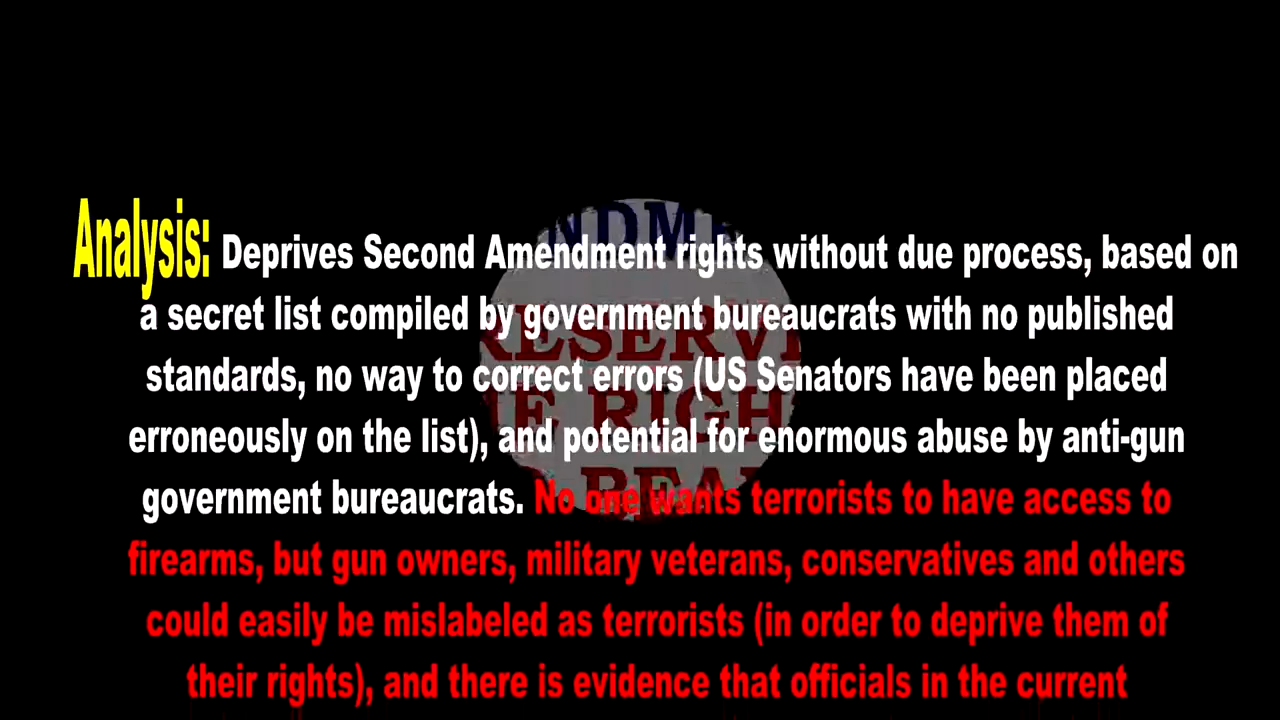 Analysis: Deprives Second Amendment rights without due process, based on
a secret list compiled by government bureaucrats with no published
standards, no way to correct errors (US Senators have been placed
erroneously on the list), and potential for enormous abuse by anti-gun
government bureaucrats. No one wants terrorists to have access to
firearms, but gun owners, military veterans, conservatives and others
could easily be mislabeled as terrorists (in order to deprive them of
their rights), and there is evidence that officials in the current